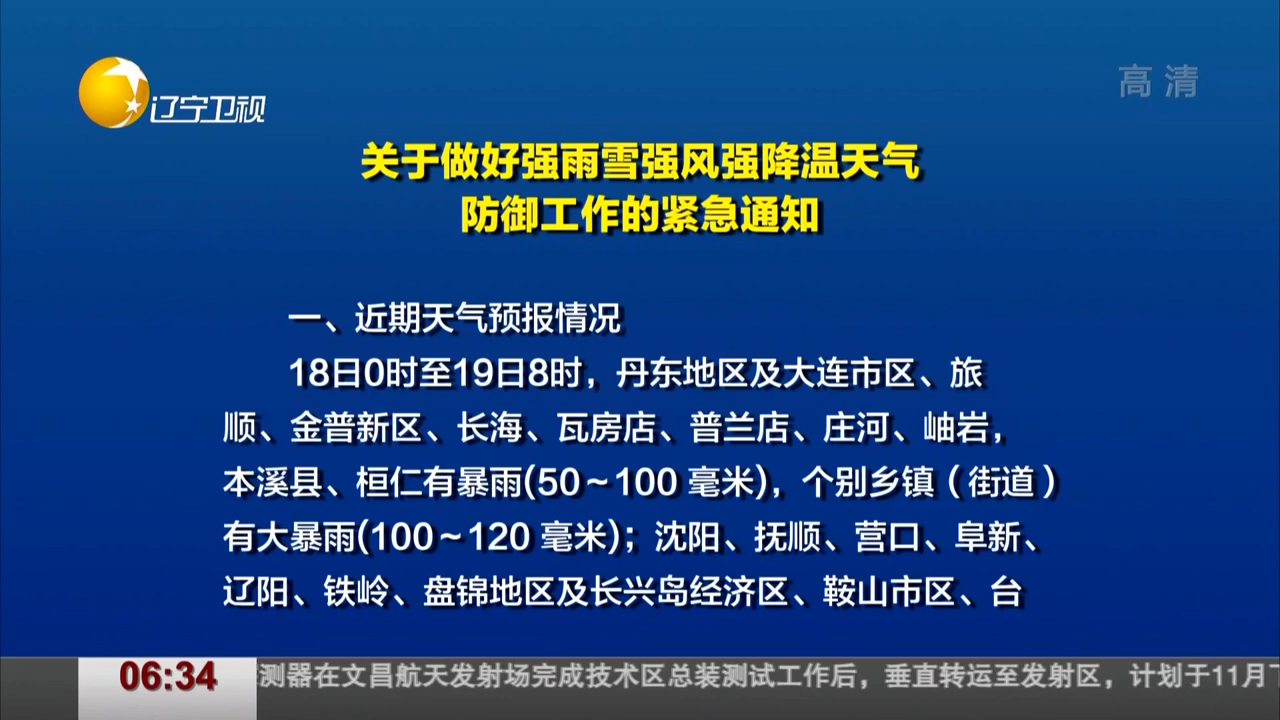 辽宁卫视
高清
关于做好强雨雪强风强降温天气
防御工作的紧急通知
一、近期天气预报情况
18日0时至19日8时，丹东地区及大连市区、旅
顺、金普新区、长海、瓦房店、普兰店、庄河、岫岩，
本溪县、桓仁有暴雨(50～100 毫米)，个别乡镇（街道）
有大暴雨(100～120 毫米)；沈阳、抚顺、营口、阜新、
辽阳、铁岭、盘锦地区及长兴岛经济区、鞍山市区、台
06:34
测器在文昌航天发射场完成技术区总装测试工作后，垂直转运至发射区，计划于11月